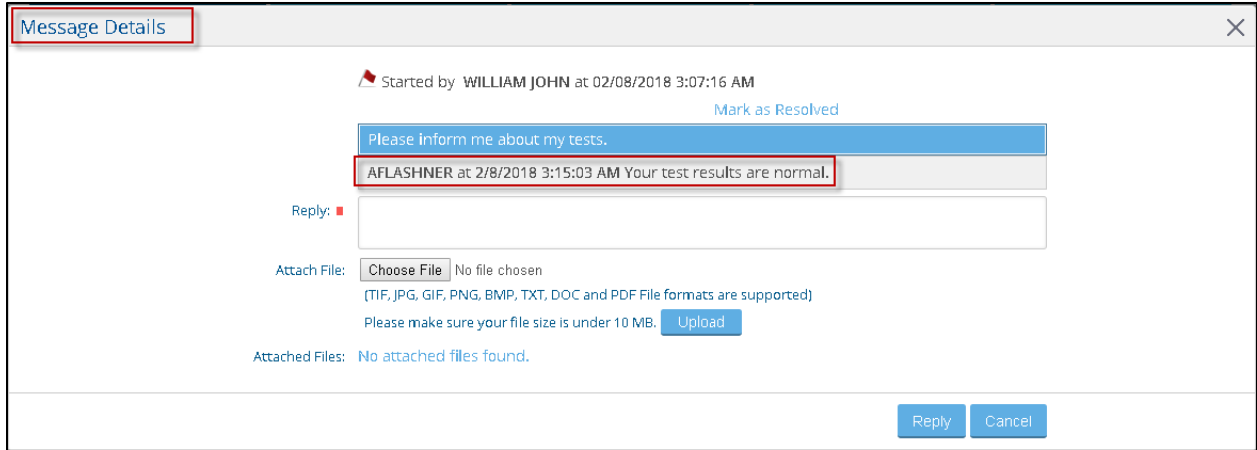 Message Details
Started by WILLIAM JOHN at 02/08/2018 3:07:16 AM
Mark as Resolved
Please inform me about my tests.
AFLASHNER at 2/8/2018 3:15:03 AM Your test results are normal.
Reply:
Attach File: Choose File No file chosen
(TIF, JPG, GIF, PNG, BMP, TXT, DOC and PDF File formats are supported)
Please make sure your file size is under 10 MB. Upload
Attached Files: No attached files found.
Reply Cancel